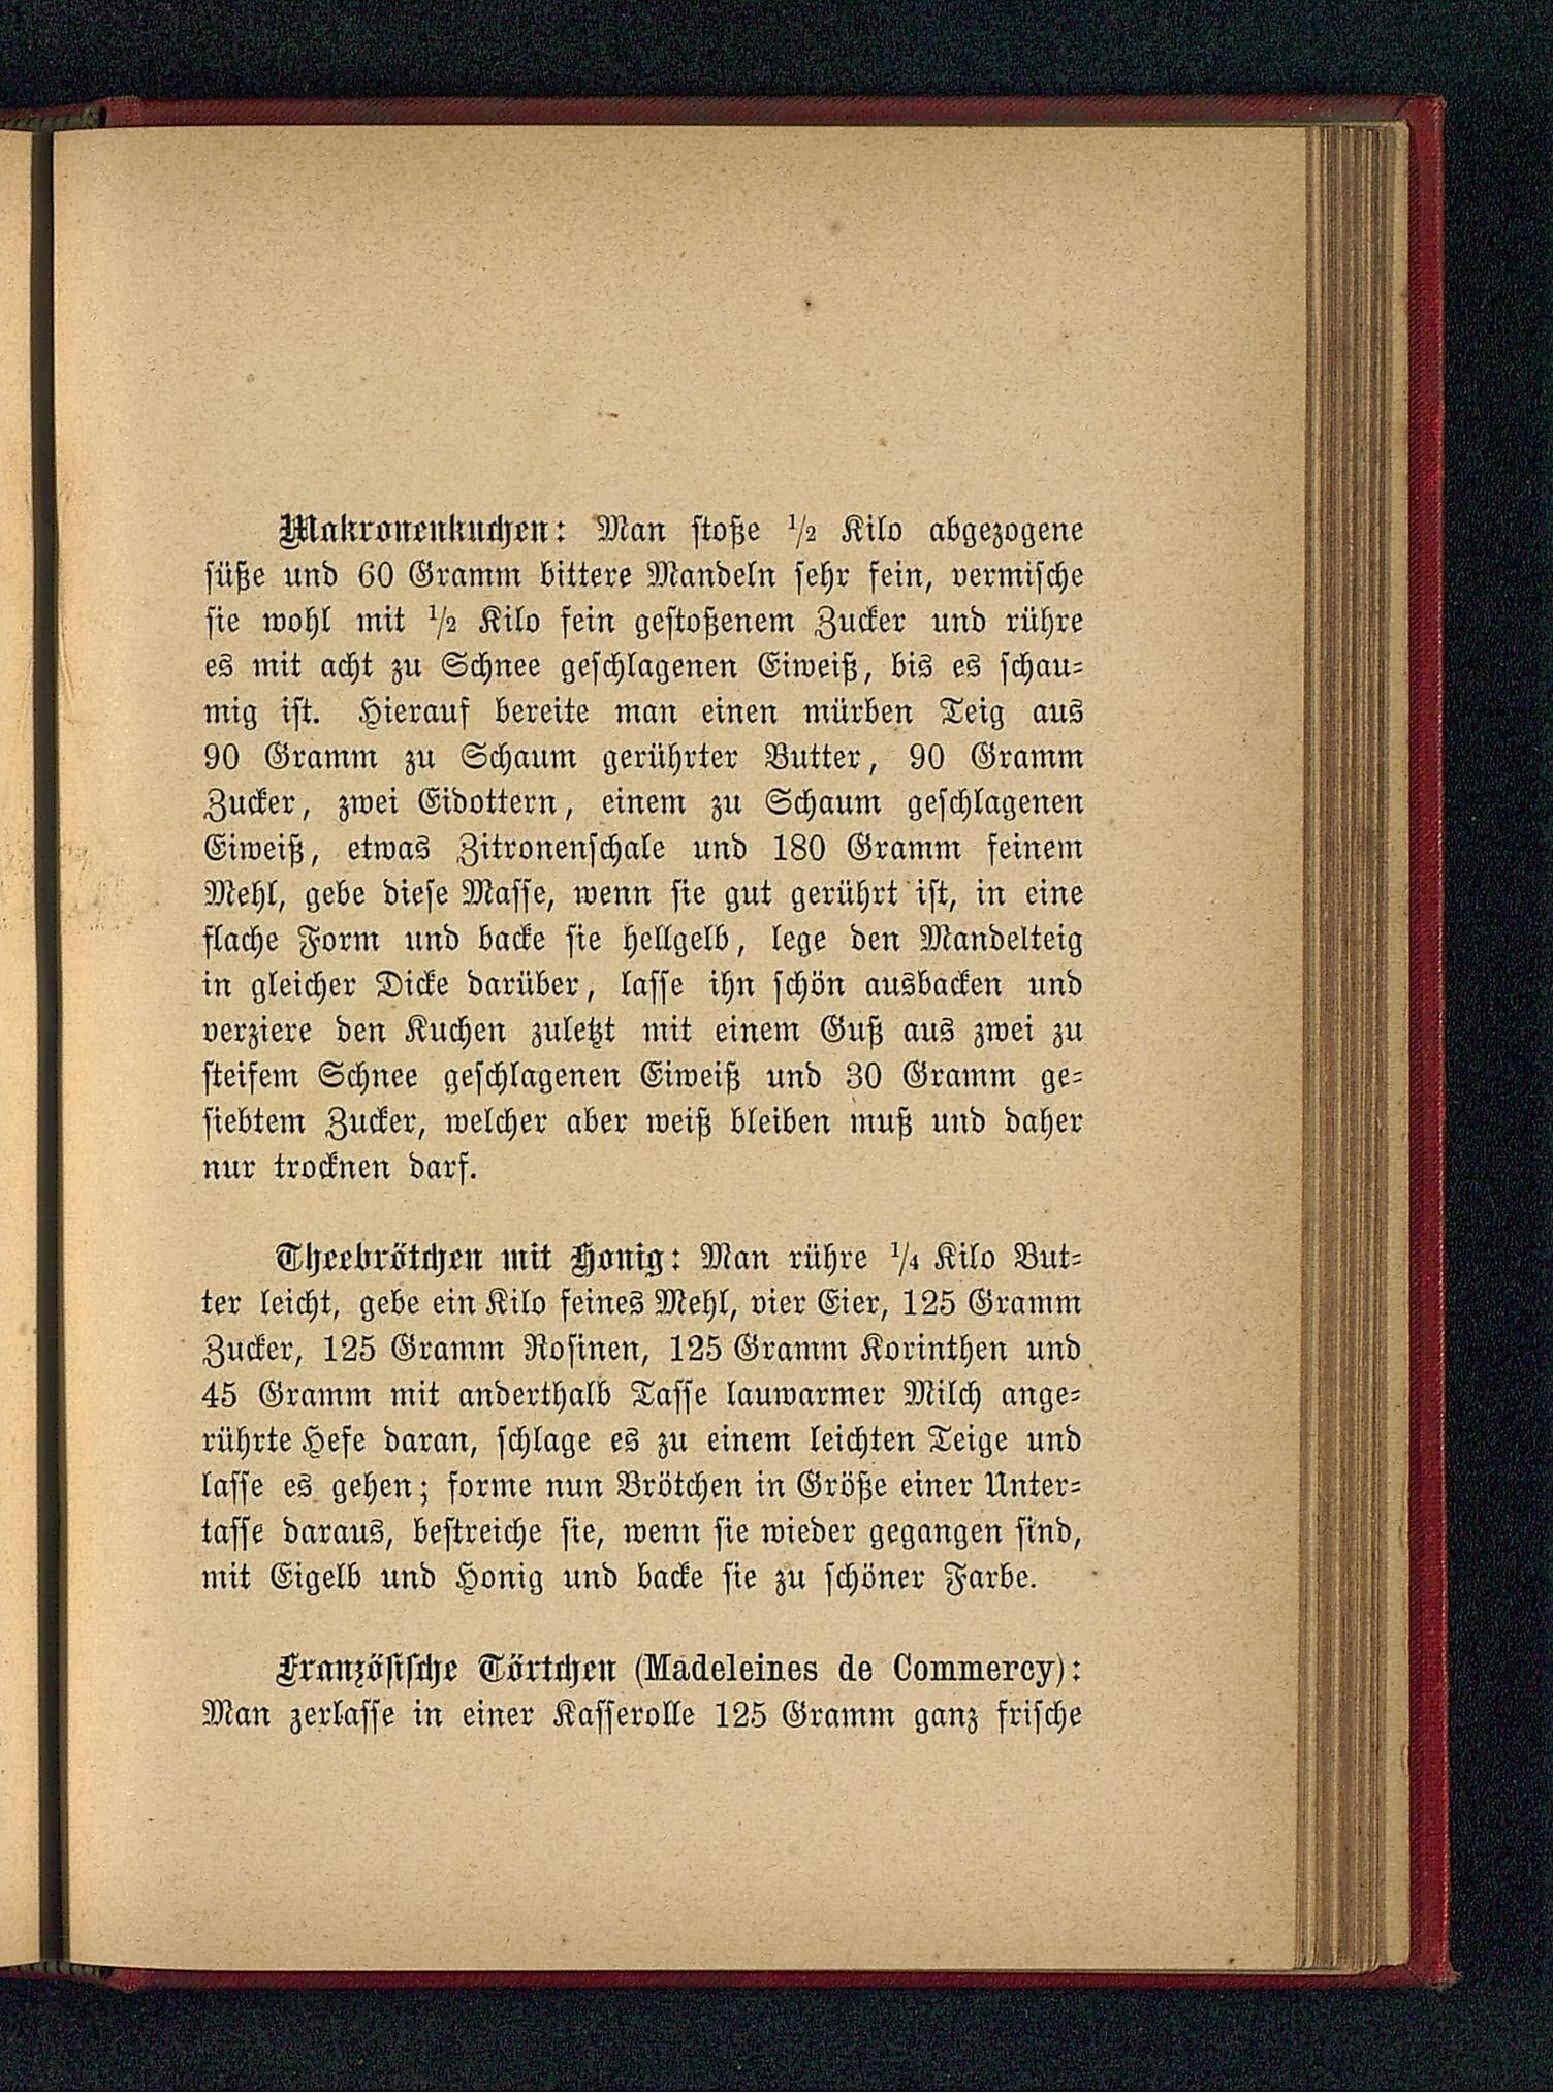 Makronenkuchen: Man stoße ½ Kilo abgezogene
süße und 60 Gramm bittere Mandeln sehr fein, vermische
sie wohl mit ½ Kilo fein gestoßenem Zucker und rühre
es mit acht zu Schnee geschlagenen Eiweiß, bis es schau-
mig ist. Hierauf bereite man einen mürben Teig aus
90 Gramm zu Schaum gerührter Butter, 90 Gramm
Zucker, zwei Eidottern, einem zu Schaum geschlagenen
Eiweiß, etwas Zitronenschale und 180 Gramm feinem
Mehl, gebe diese Masse, wenn sie gut gerührt ist, in eine
flache Form und backe sie hellgelb, lege den Mandelteig
in gleicher Dicke darüber, lasse ihn schön ausbacken und
verziere den Kuchen zuletzt mit einem Guß aus zwei zu
steifem Schnee geschlagenen Eiweiß und 30 Gramm ge-
siebtem Zucker, welcher aber weiß bleiben muß und daher
nur trocknen darf.
Theebrötchen mit Honig: Man rühre ¼ Kilo But-
ter leicht, gebe ein Kilo feines Mehl, vier Eier, 125 Gramm
Zucker, 125 Gramm Rosinen, 125 Gramm Korinthen und
45 Gramm mit anderthalb Tasse lauwarmer Milch ange-
rührte Hefe daran, schlage es zu einem leichten Teige und
lasse es gehen; forme nun Brötchen in Größe einer Unter-
tasse daraus, bestreiche sie, wenn sie wieder gegangen sind,
mit Eigelb und Honig und backe sie zu schöner Farbe.
Französische Törtchen (Madeleines de Commercy):
Man zerlasse in einer Kasserolle 125 Gramm ganz frische